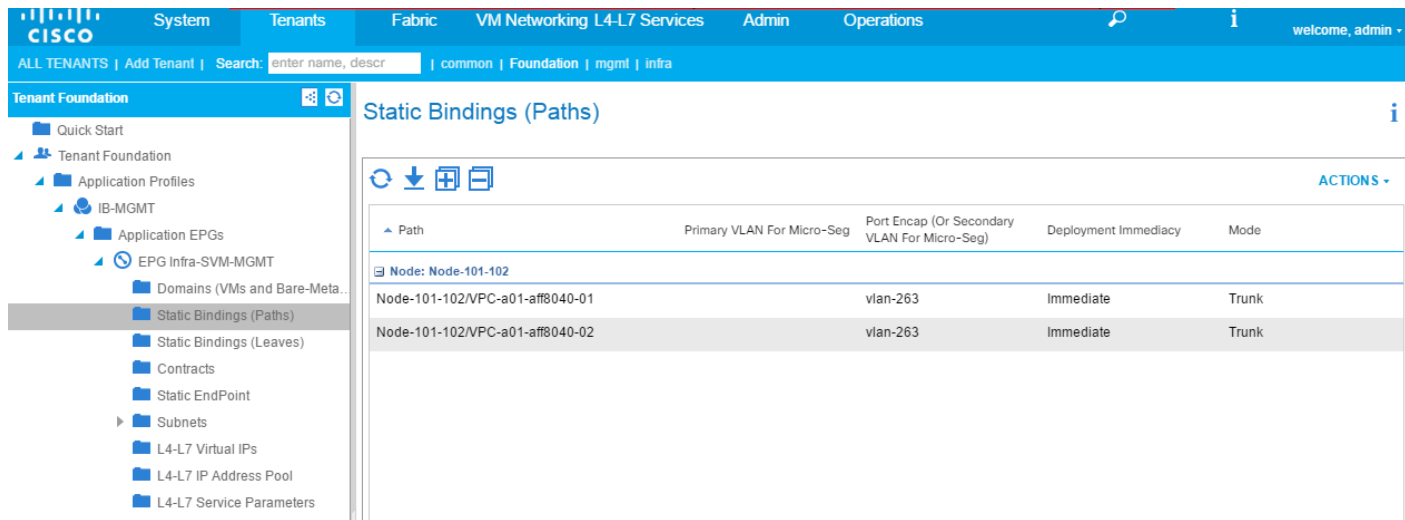 CISCO System Tenants Fabric VM Networking L4-L7 Services Admin Operations i welcome, admin
ALL TENANTS | Add Tenant | Search: enter name, descr | common | Foundation | mgmt | infra
Tenant Foundation
Quick Start
Tenant Foundation
Application Profiles
IB-MGMT
Application EPGs
EPG Infra-SVM-MGMT
Domains (VMs and Bare-Meta...
Static Bindings (Paths)
Static Bindings (Leaves)
Contracts
Static EndPoint
Subnets
L4-L7 Virtual IPs
L4-L7 IP Address Pool
L4-L7 Service Parameters
Static Bindings (Paths) i
ACTIONS
Path Primary VLAN For Micro-Seg Port Encap (Or Secondary VLAN For Micro-Seg) Deployment Immediacy Mode
Node: Node-101-102
Node-101-102/VPC-a01-aff8040-01 vlan-263 Immediate Trunk
Node-101-102/VPC-a01-aff8040-02 vlan-263 Immediate Trunk